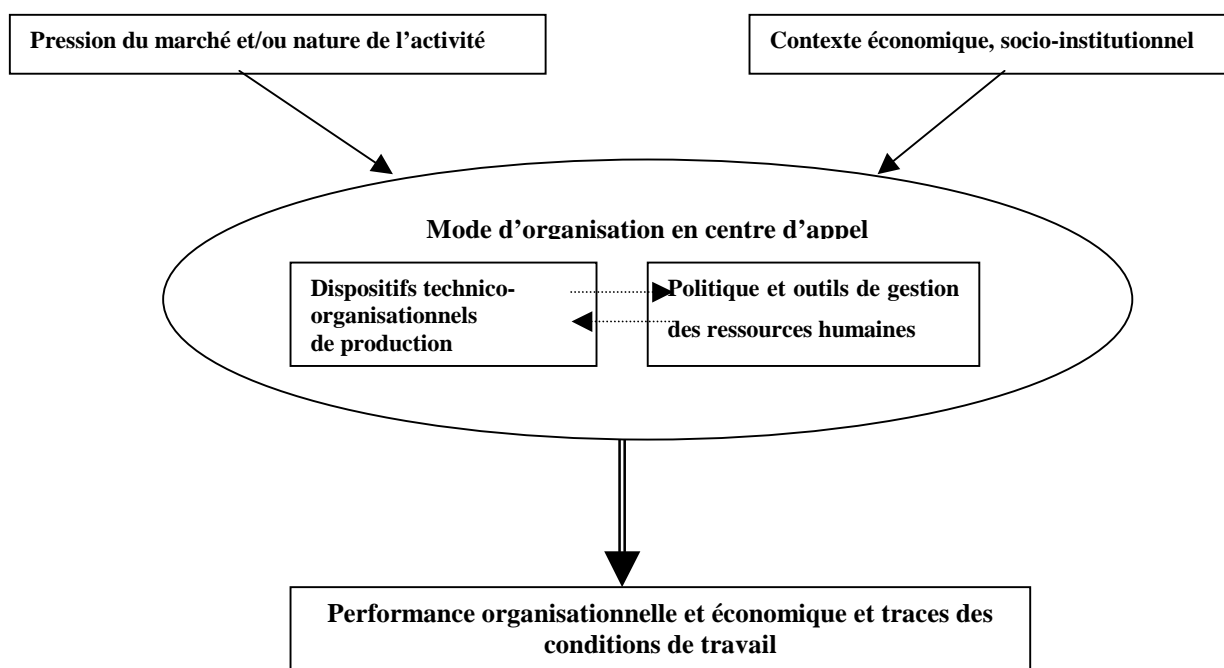 Pression du marché et/ou nature de l’activité
Contexte économique, socio-institutionnel
Mode d’organisation en centre d’appel
Dispositifs technico-
organisationnels
de production
Politique et outils de gestion
des ressources humaines
Performance organisationnelle et économique et traces des
conditions de travail